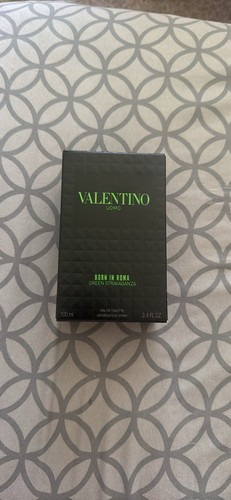 VALENTINO
UOMO
BORN IN ROMA
GREEN STRAVAGANZA
EAU DE TOILETTE
100 ml
3.4 FL.OZ